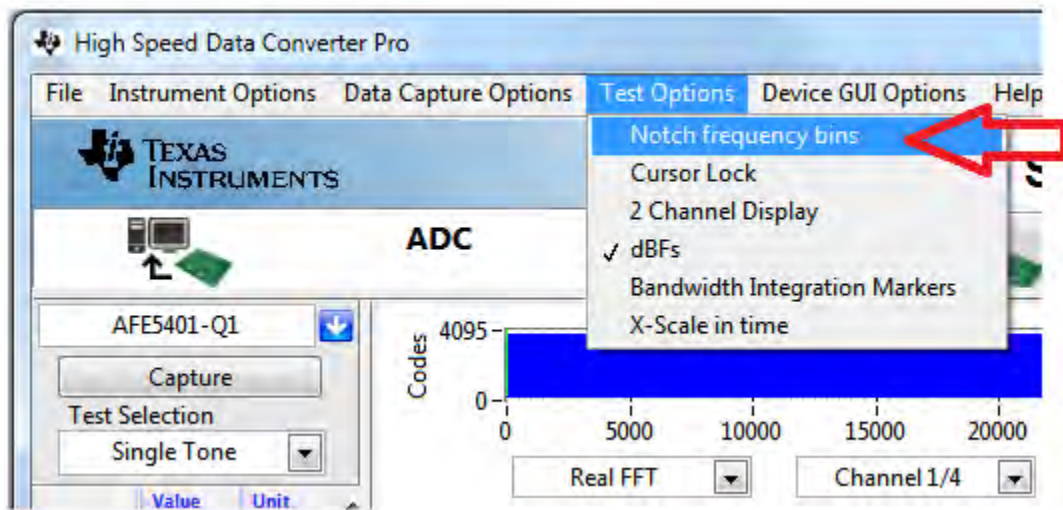 High Speed Data Converter Pro
File Instrument Options Data Capture Options Test Options Device GUI Options Help
Notch frequency bins
Cursor Lock
2 Channel Display
✓ dBFs
Bandwidth Integration Markers
X-Scale in time
TEXAS
INSTRUMENTS
ADC
AFE5401-Q1
Capture
Test Selection
Single Tone
Value Unit
Codes
4095
0
0 5000 10000 15000 20000
Real FFT Channel 1/4